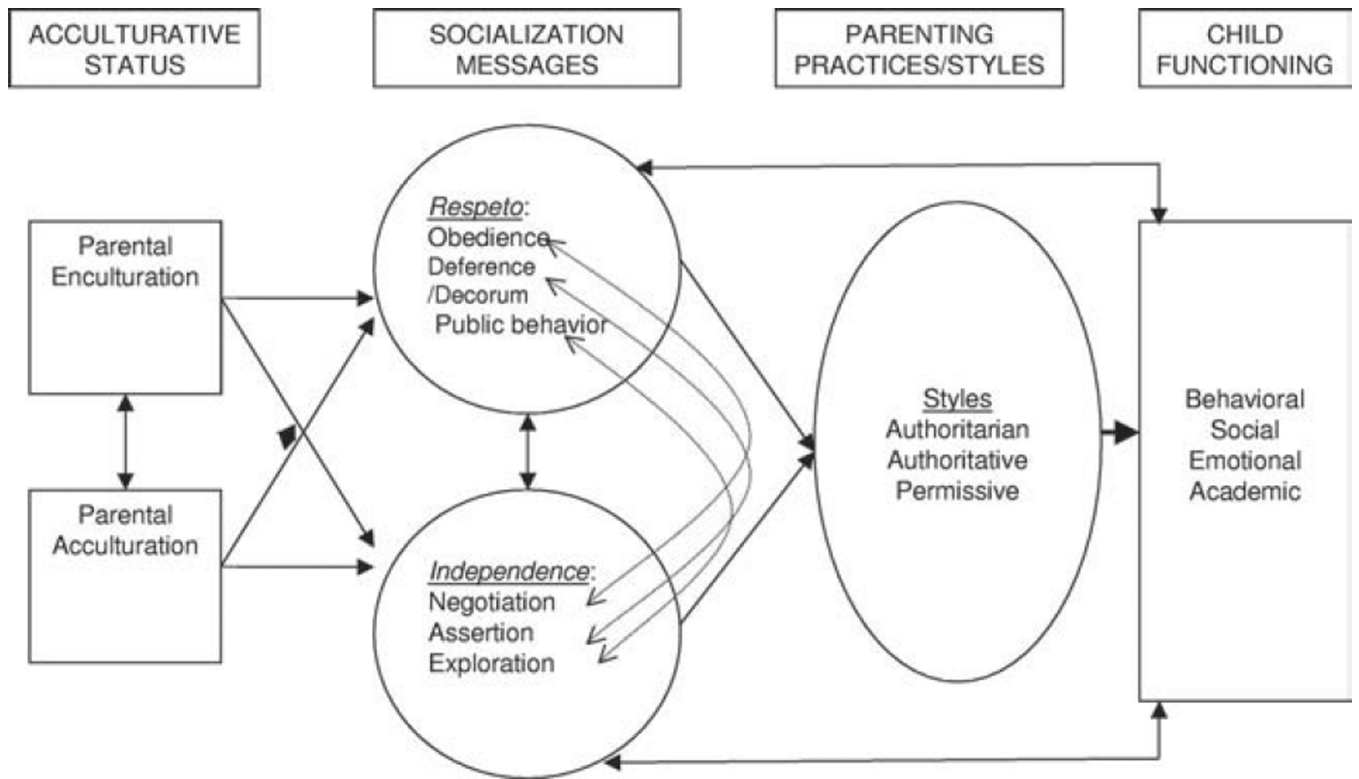 ACCULTURATIVE
STATUS
SOCIALIZATION
MESSAGES
PARENTING
PRACTICES/STYLES
CHILD
FUNCTIONING
Parental
Enculturation
Parental
Acculturation
Respeto:
Obedience
Deference
/Decorum
Public behavior
Independence:
Negotiation
Assertion
Exploration
Styles
Authoritarian
Authoritative
Permissive
Behavioral
Social
Emotional
Academic